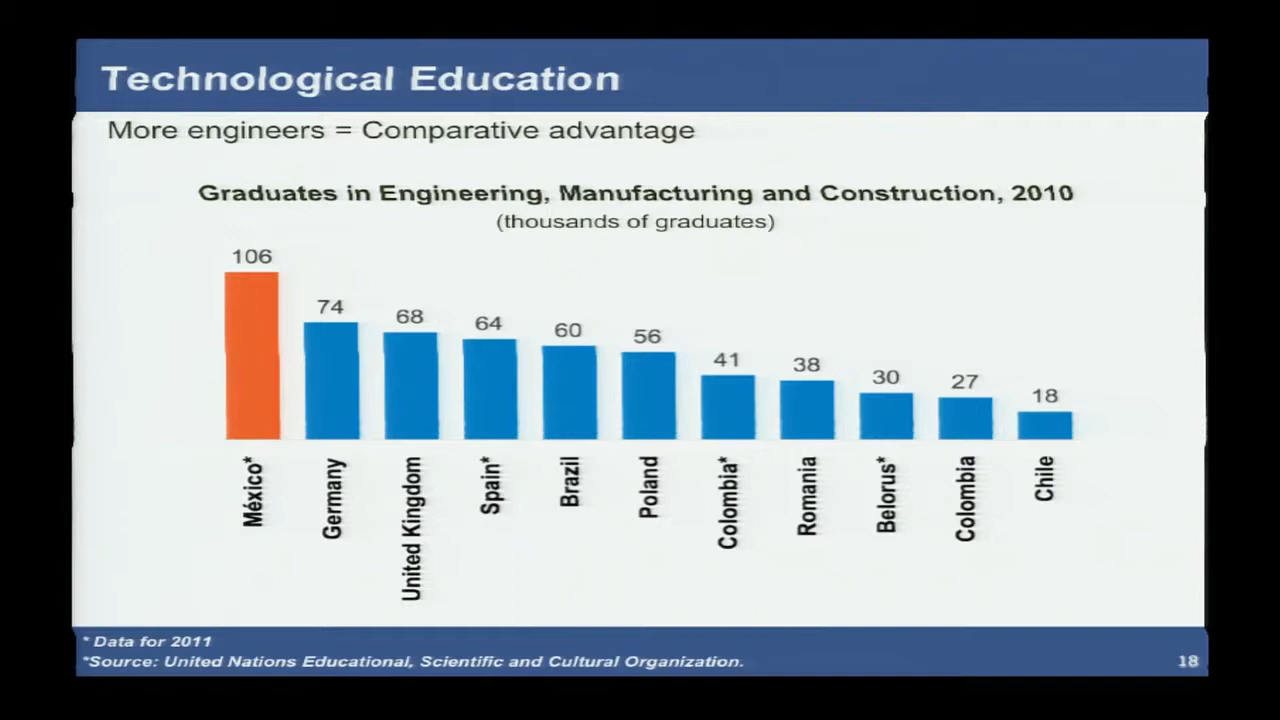 Technological Education
More engineers = Comparative advantage
Graduates in Engineering, Manufacturing and Construction, 2010
(thousands of graduates)
106
74
68
64
60
56
41
38
30
27
18
México*
Germany
United Kingdom
Spain*
Brazil
Poland
Colombia*
Romania
Belorus*
Colombia
Chile
* Data for 2011
*Source: United Nations Educational, Scientific and Cultural Organization.
18